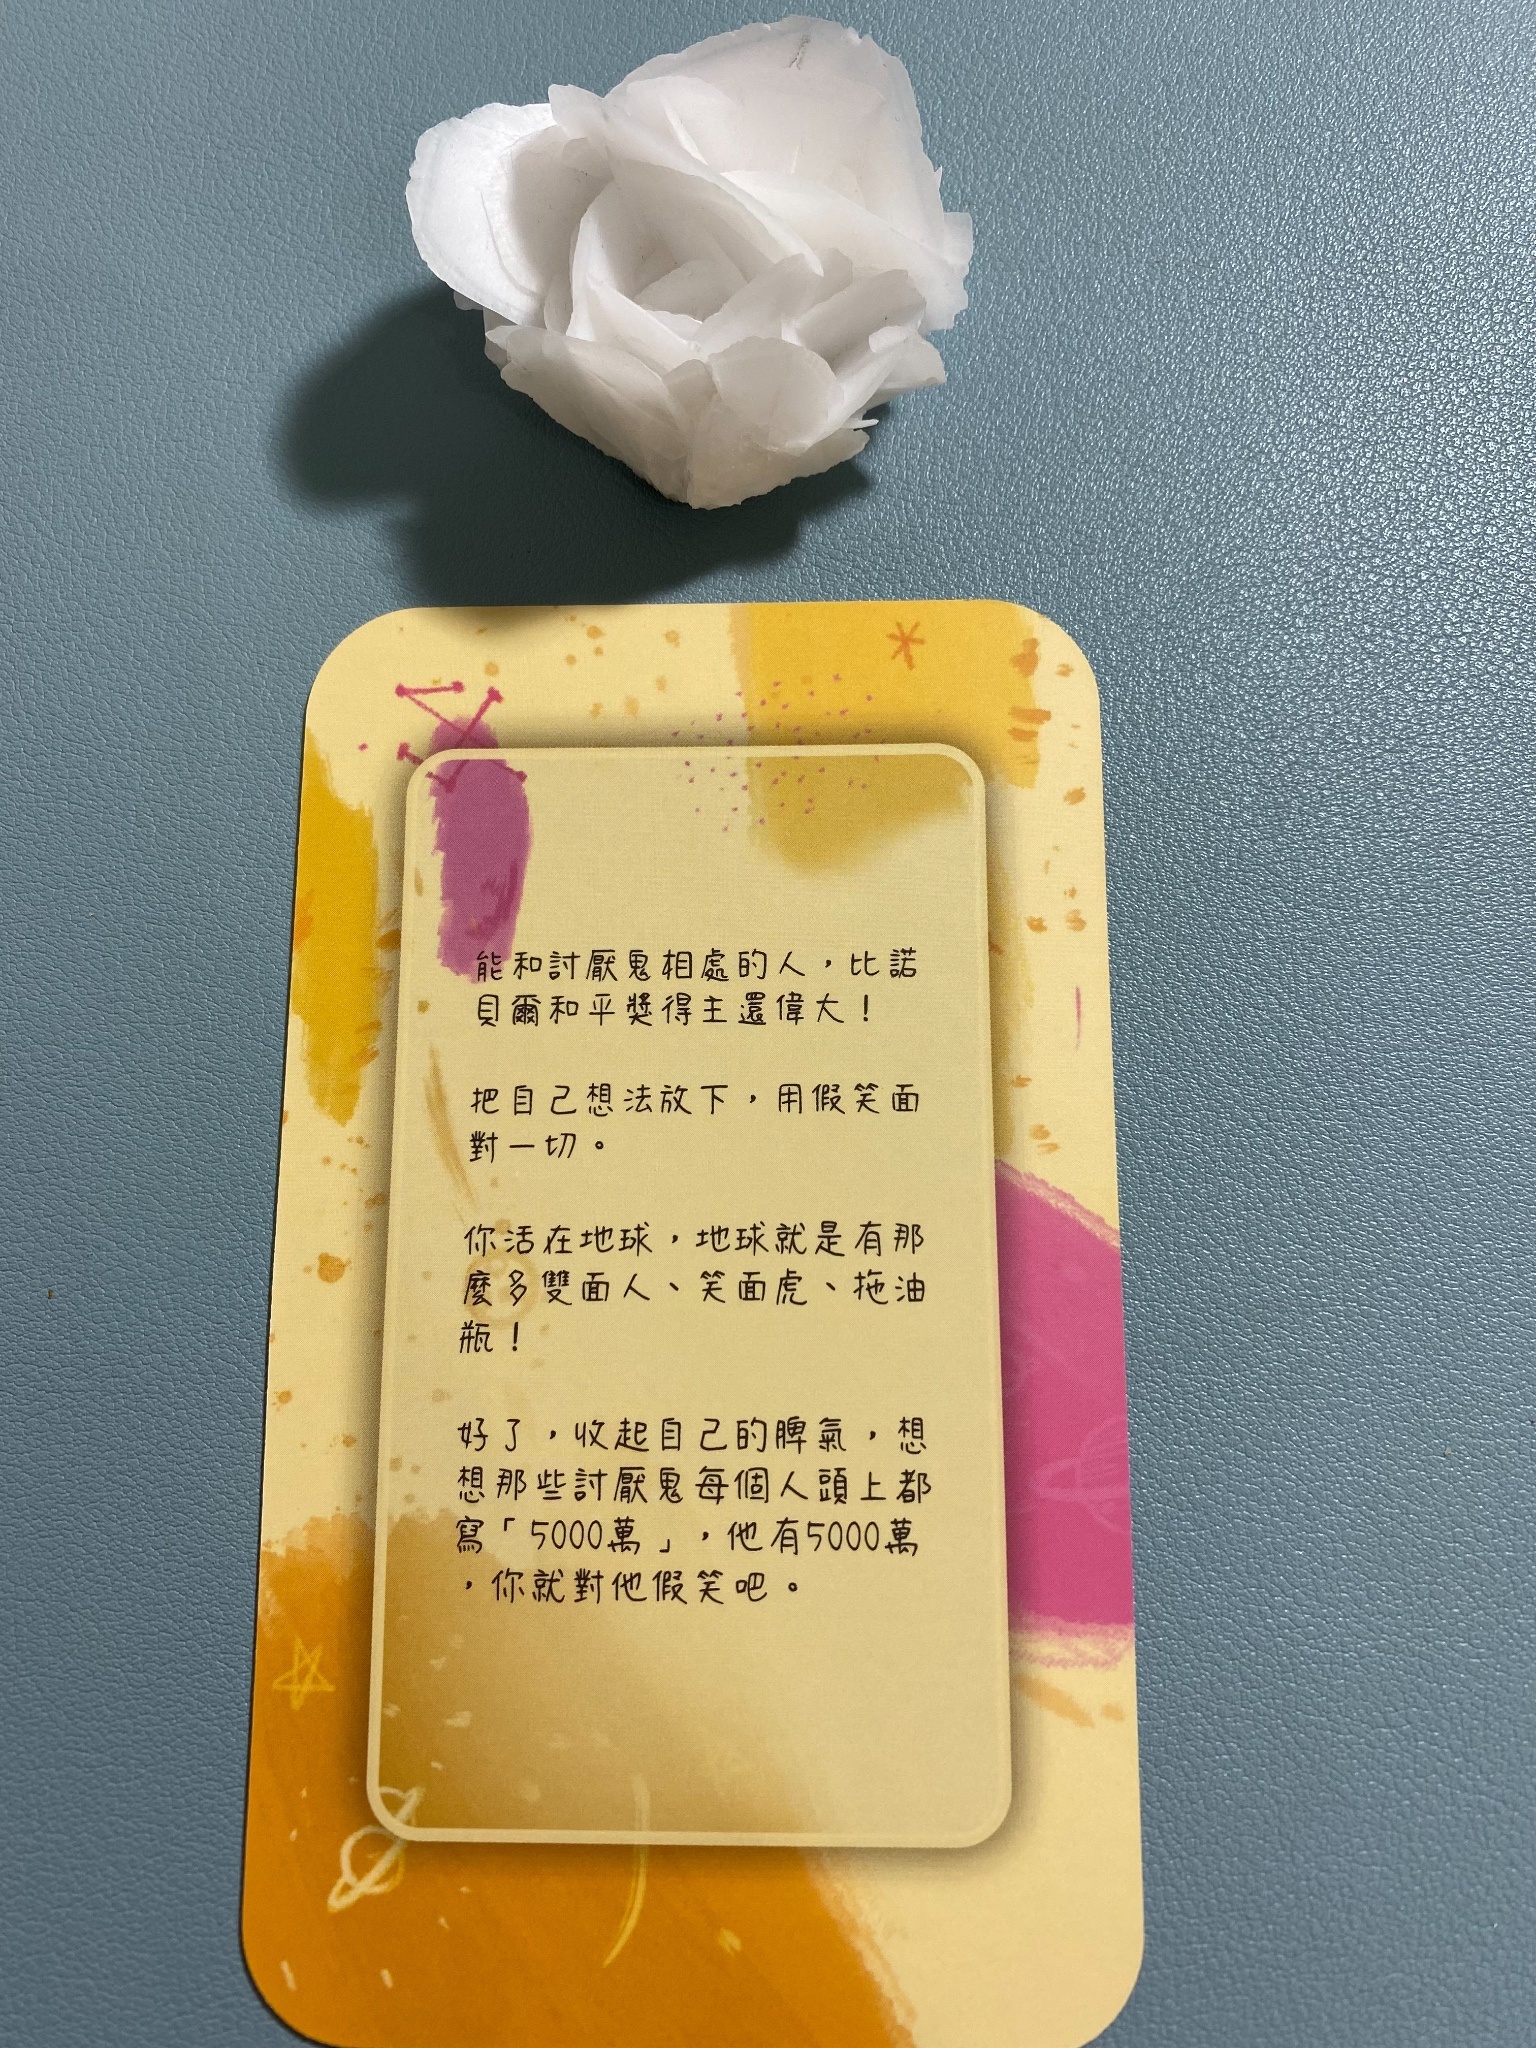 能和討厭鬼相處的人，比諾
貝爾和平獎得主還偉大！
把自己想法放下，用假笑面
對一切。
你活在地球，地球就是有那
麼多雙面人、笑面虎、拖油
瓶！
好了，收起自己的脾氣，想
想那些討厭鬼每個人頭上都
寫「5000萬」，他有5000萬
，你就對他假笑吧。